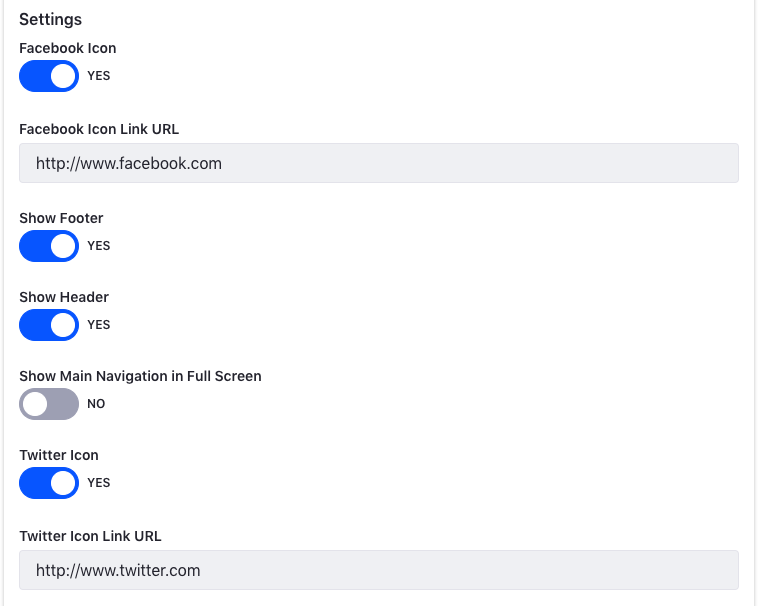 Settings
Facebook Icon
YES
Facebook Icon Link URL
http://www.facebook.com
Show Footer
YES
Show Header
YES
Show Main Navigation in Full Screen
NO
Twitter Icon
YES
Twitter Icon Link URL
http://www.twitter.com